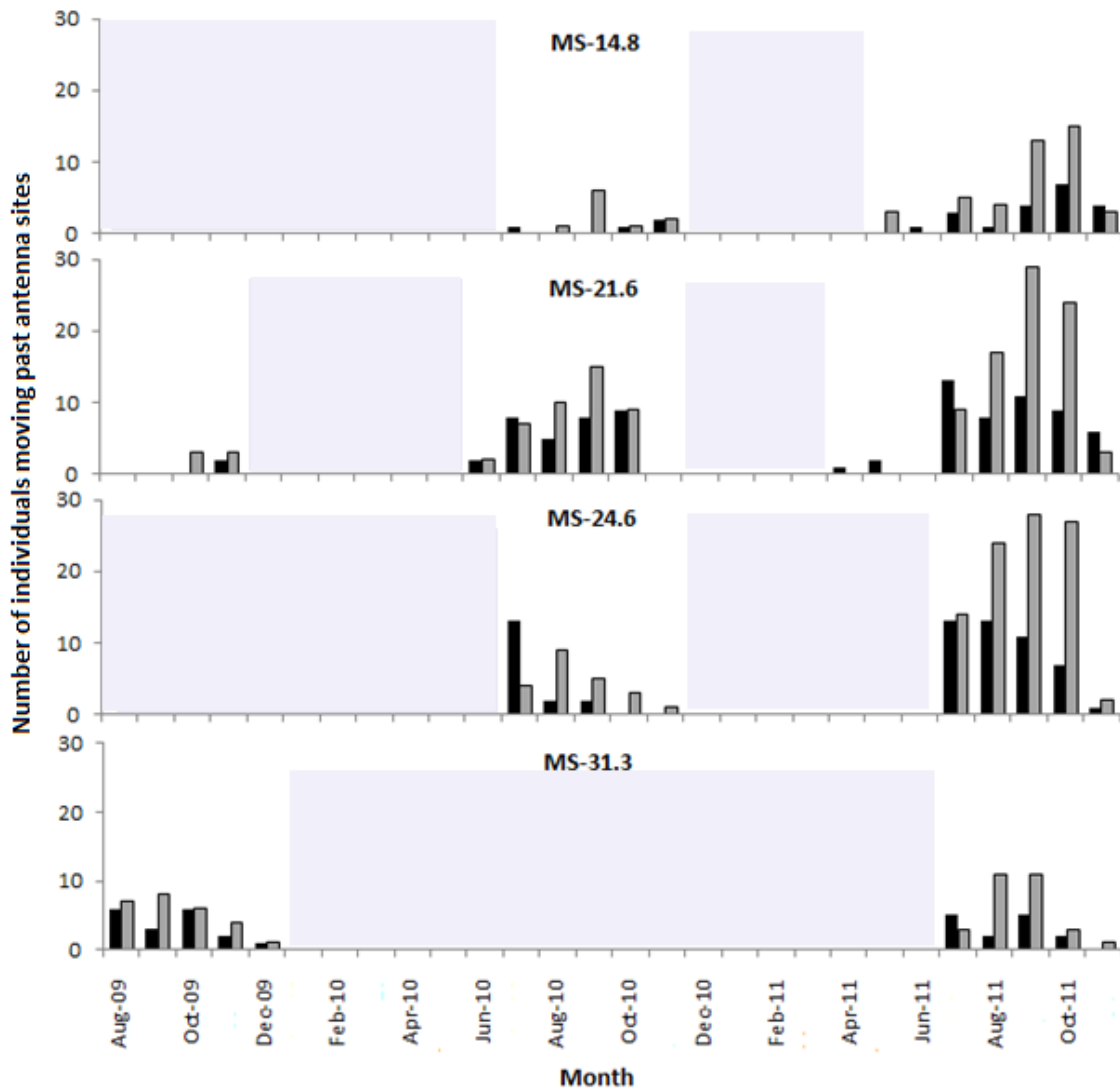 Number of individuals moving past antenna sites
MS-14.8
30
20
10
0
MS-21.6
30
20
10
0
MS-24.6
30
20
10
0
MS-31.3
30
20
10
0
Aug-09
Oct-09
Dec-09
Feb-10
Apr-10
Jun-10
Aug-10
Oct-10
Dec-10
Feb-11
Apr-11
Jun-11
Aug-11
Oct-11
Month